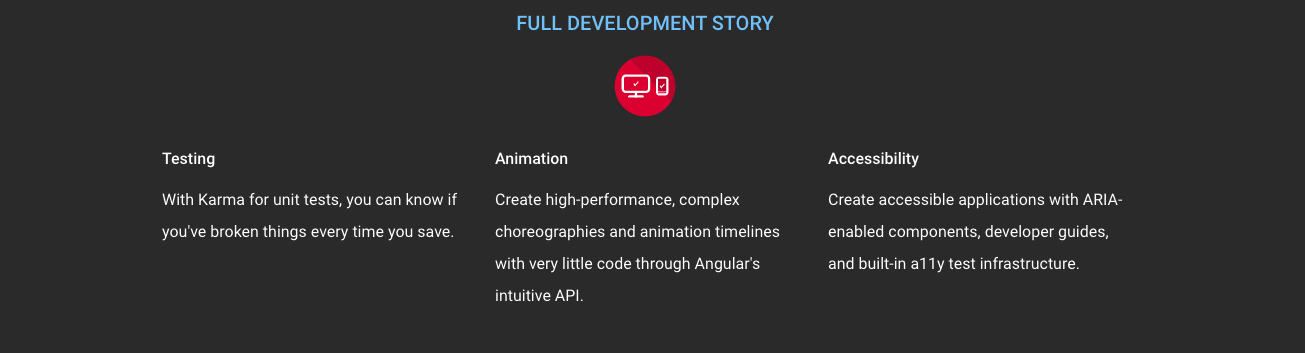 FULL DEVELOPMENT STORY
Testing
With Karma for unit tests, you can know if
you've broken things every time you save.
Animation
Create high-performance, complex
choreographies and animation timelines
with very little code through Angular's
intuitive API.
Accessibility
Create accessible applications with ARIA-
enabled components, developer guides,
and built-in a11y test infrastructure.